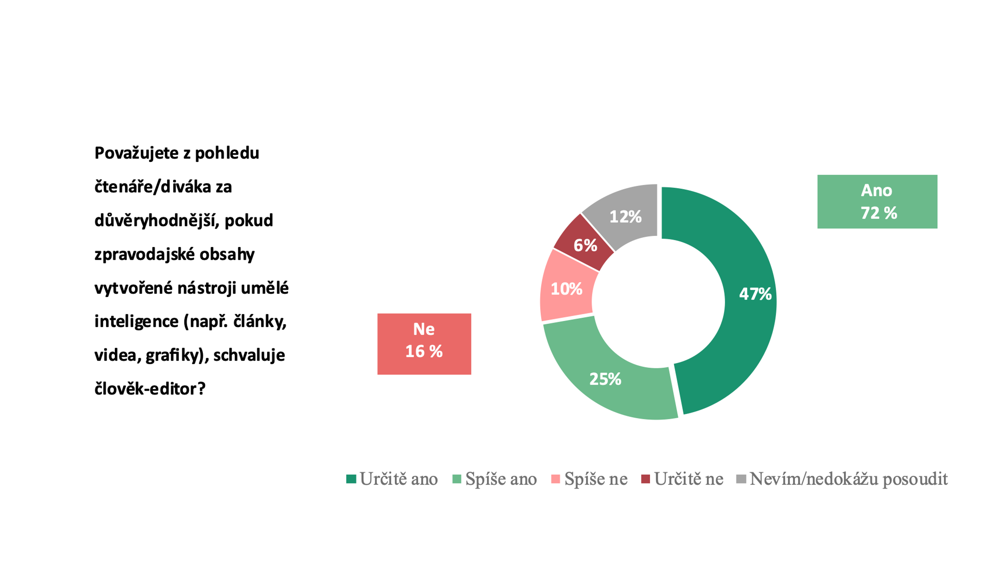 Považujete z pohledu
čtenáře/diváka za
důvěryhodnější, pokud
zpravodajské obsahy
vytvořené nástroji umělé
inteligence (např. články,
videa, grafiky), schvaluje
člověk-editor?
Ano
72 %
12%
6%
10%
47%
25%
Ne
16 %
Určitě ano Spíše ano Spíše ne Určitě ne Nevím/nedokážu posoudit